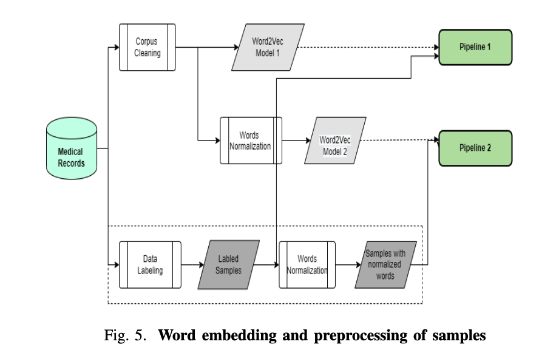 Corpus
Cleaning
Word2Vec
Model 1
Pipeline 1
Medical
Records
Words
Normalization
Word2Vec
Model 2
Pipeline 2
Data
Labeling
Labled
Samples
Words
Normalization
Samples with
normalized
words
Fig. 5. Word embedding and preprocessing of samples